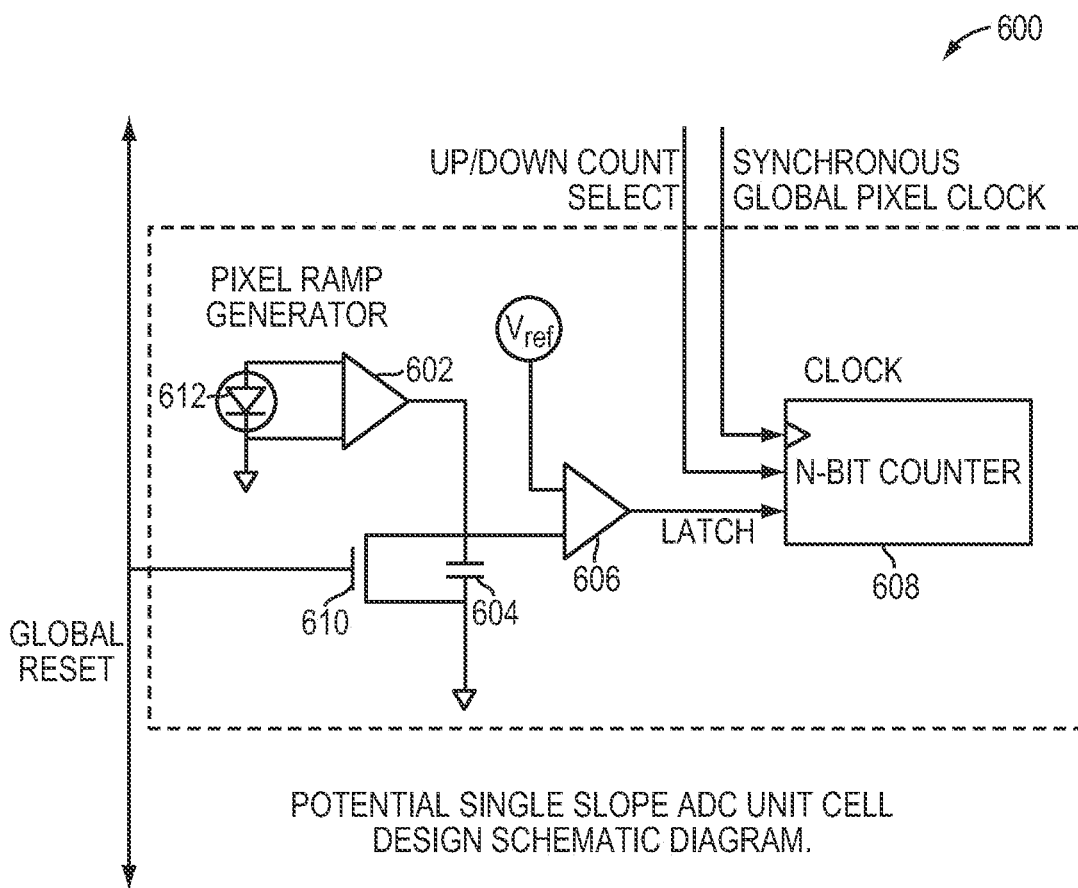 600
UP/DOWN COUNT
SELECT
SYNCHRONOUS
GLOBAL PIXEL CLOCK
PIXEL RAMP
GENERATOR
Vref
602
612
CLOCK
N-BIT COUNTER
LATCH
606
608
610
604
GLOBAL
RESET
POTENTIAL SINGLE SLOPE ADC UNIT CELL
DESIGN SCHEMATIC DIAGRAM.